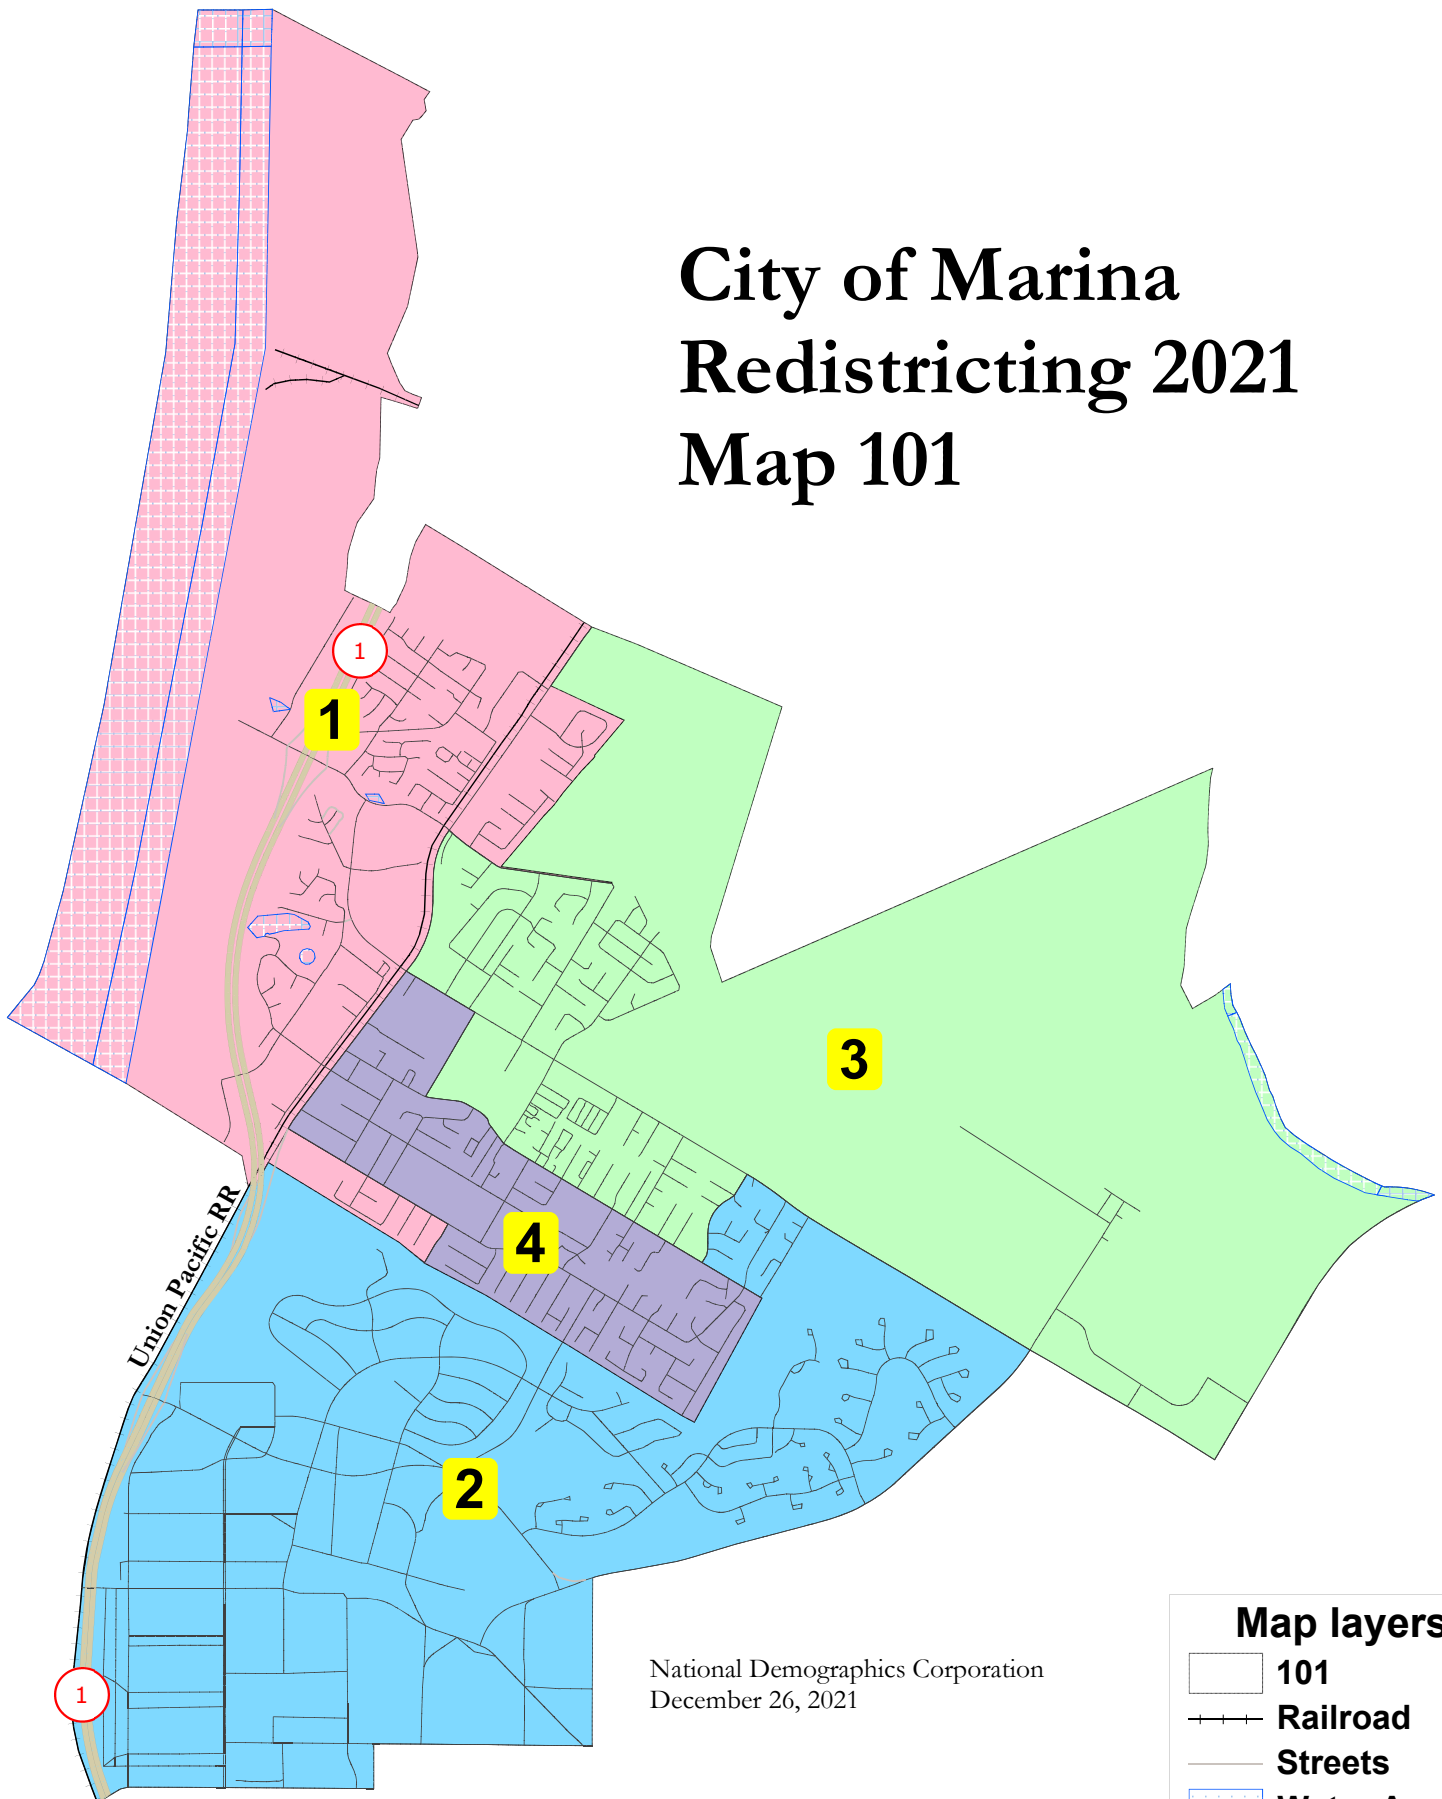 City of Marina
Redistricting 2021
Map 101
1
1
3
4
Union Pacific RR
2
1
National Demographics Corporation
December 26, 2021
Map layers
101
Railroad
Streets